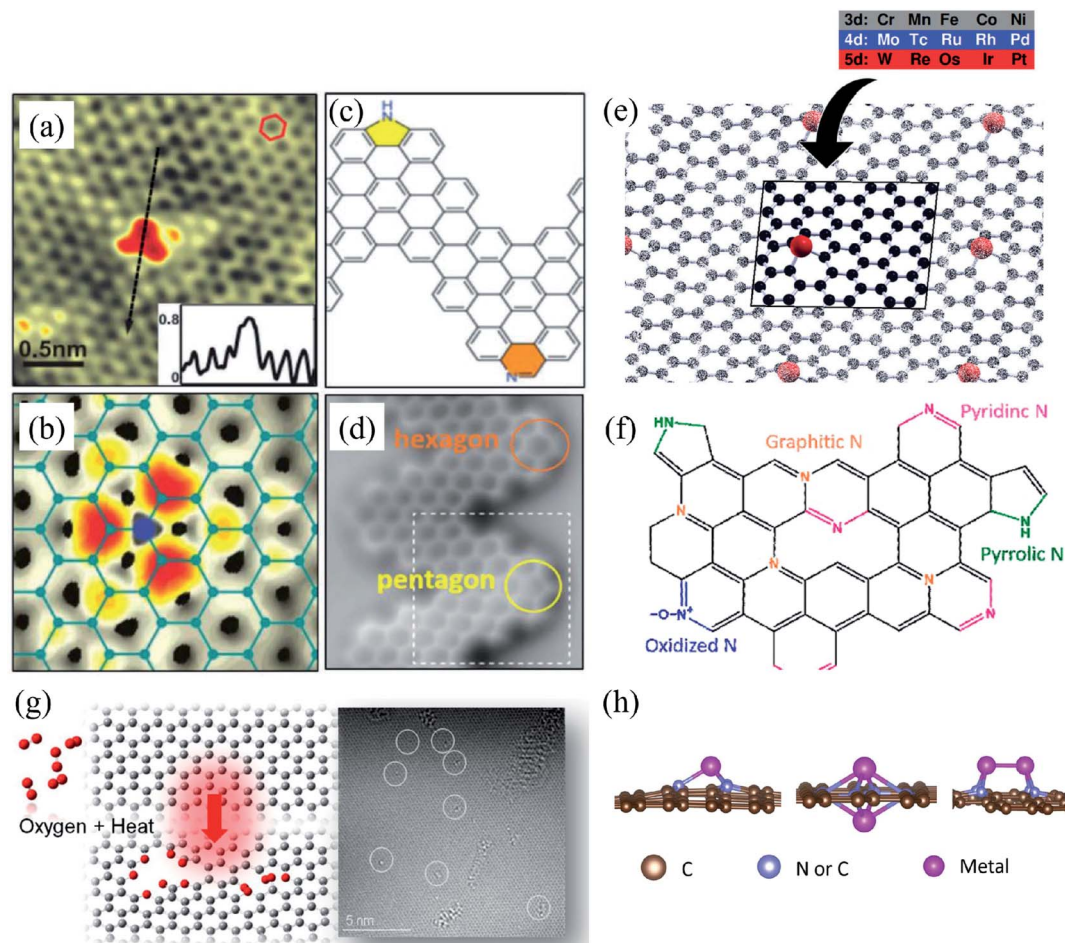 3d: Cr Mn Fe Co Ni
4d: Mo Tc Ru Rh Pd
5d: W Re Os Ir Pt
(a)
0.8
0
0.5nm
(c)
H
N
N
(e)
(b)
(d)
hexagon
pentagon
(f)
HN
Graphitic N
N
Pyridinc N
N
N
N
N
H
Pyrrolic N
N
N
N
−O−N+
Oxidized N
(g)
Oxygen + Heat
5 nm
(h)
C
N or C
Metal